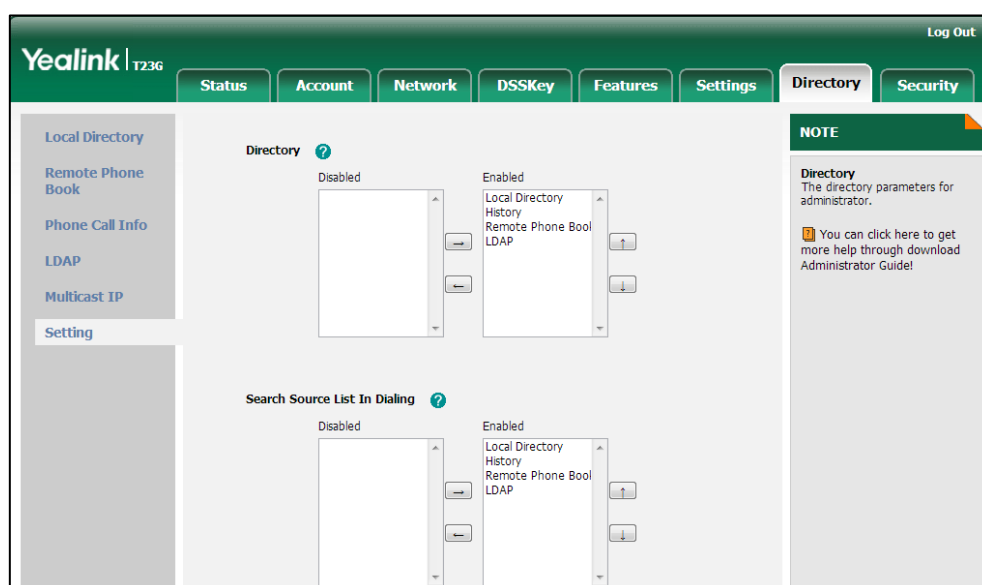 Log Out
Yealink | T23G
Status Account Network DSSKey Features Settings Directory Security
Local Directory
Remote Phone
Book
Phone Call Info
LDAP
Multicast IP
Setting
Directory ?
Disabled Enabled
Local Directory
History
Remote Phone Bool
LDAP
→ ↑
← ↓
Search Source List In Dialing ?
Disabled Enabled
Local Directory
History
Remote Phone Bool
LDAP
→ ↑
← ↓
NOTE
Directory
The directory parameters for
administrator.
? You can click here to get
more help through download
Administrator Guide!